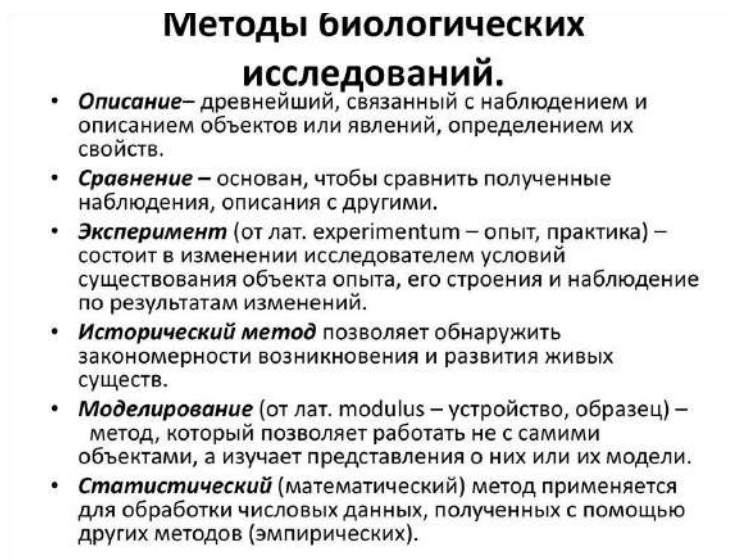 Методы биологических
исследований.
• Описание– древнейший, связанный с наблюдением и
описанием объектов или явлений, определением их
свойств.
• Сравнение – основан, чтобы сравнить полученные
наблюдения, описания с другими.
• Эксперимент (от лат. experimentum – опыт, практика) –
состоит в изменении исследователем условий
существования объекта опыта, его строения и наблюдение
по результатам изменений.
• Исторический метод позволяет обнаружить
закономерности возникновения и развития живых
существ.
• Моделирование (от лат. modulus – устройство, образец) –
метод, который позволяет работать не с самими
объектами, а изучает представления о них или их модели.
• Статистический (математический) метод применяется
для обработки числовых данных, полученных с помощью
других методов (эмпирических).